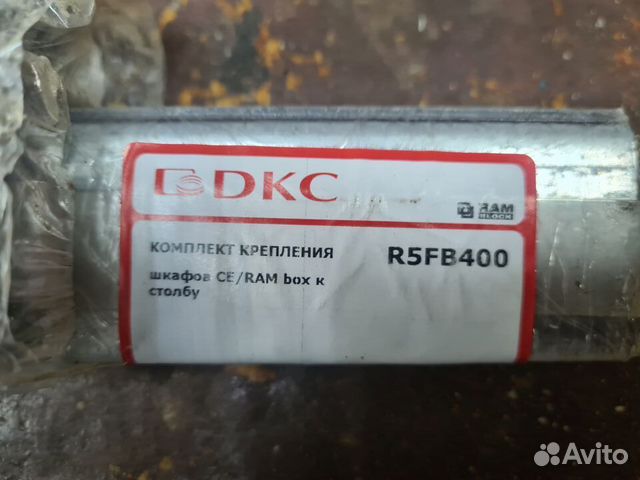 DKC
RAM
BLOCK
КОМПЛЕКТ КРЕПЛЕНИЯ
R5FB400
шкафов CE/RAM box к
столбу
Avito